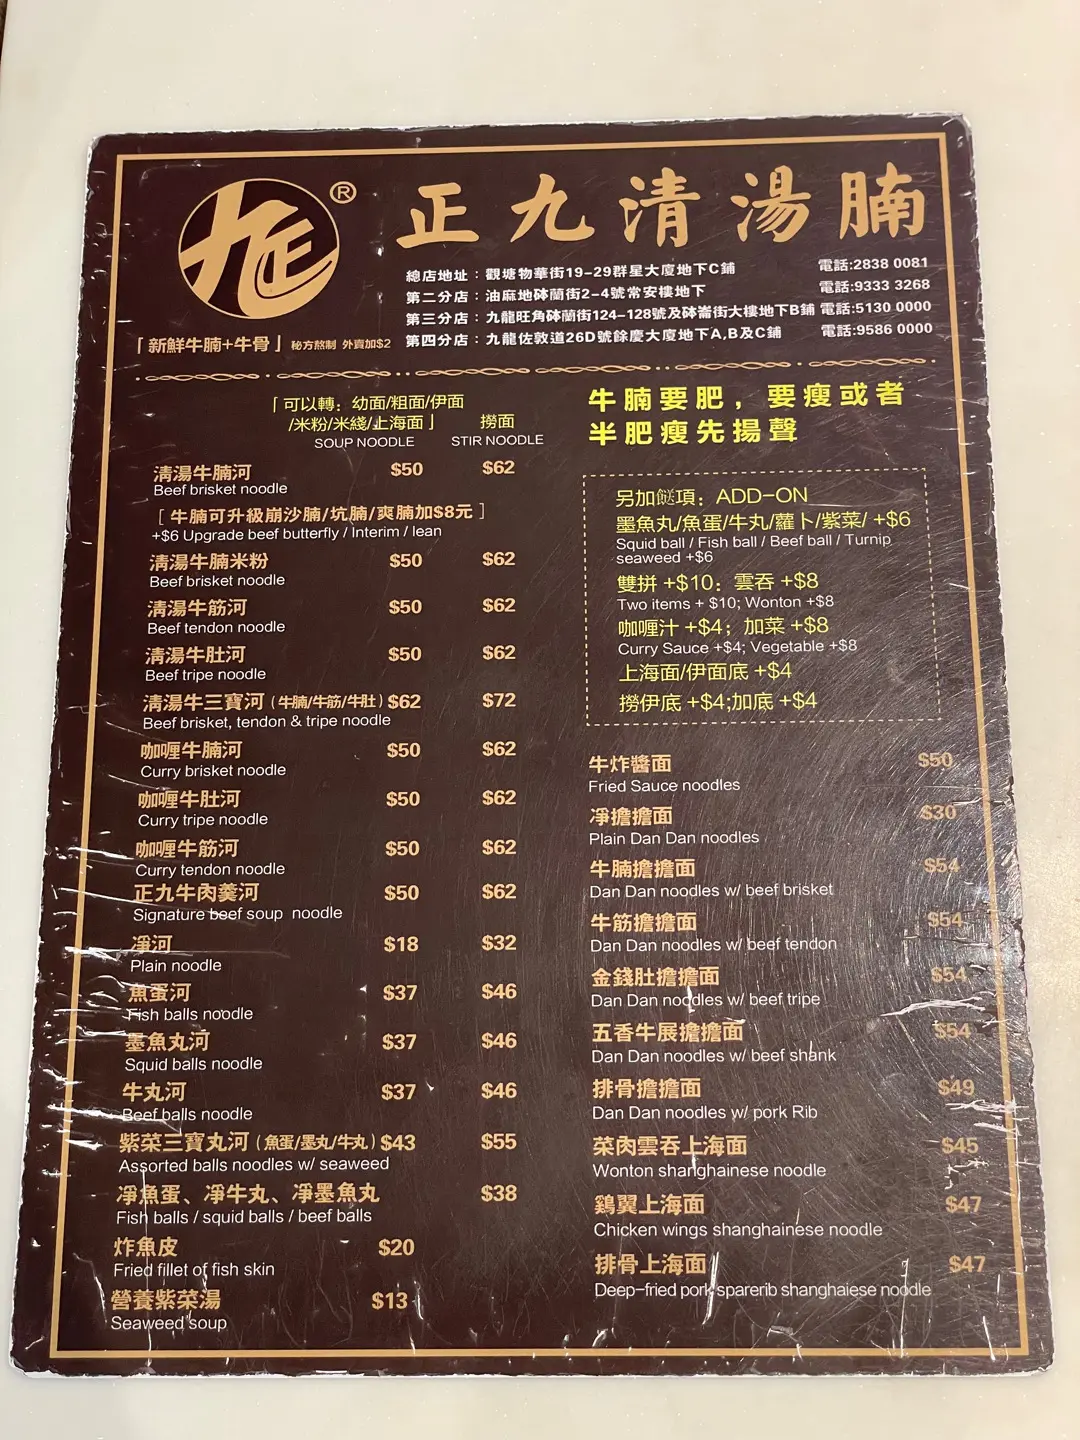 正九清湯腩
九正 ®
「新鮮牛腩+牛骨」秘方熬制 外賣加$2
總店地址：觀塘物華街19-29群星大廈地下C鋪 電話:2838 0081
第二分店：油麻地砵蘭街2-4號常安樓地下 電話:9333 3268
第三分店：九龍旺角砵蘭街124-128號及砵崙街大樓地下B鋪 電話:5130 0000
第四分店：九龍佐敦道26D號餘慶大廈地下A,B及C鋪 電話:9586 0000
「可以轉：幼面/粗面/伊面
/米粉/米綫/上海面」 撈面
SOUP NOODLE STIR NOODLE
清湯牛腩河 $50 $62
Beef brisket noodle
[ 牛腩可升級崩沙腩/坑腩/爽腩加$8元 ]
+$6 Upgrade beef butterfly / Interim / lean
清湯牛腩米粉 $50 $62
Beef brisket noodle
清湯牛筋河 $50 $62
Beef tendon noodle
清湯牛肚河 $50 $62
Beef tripe noodle
清湯牛三寶河（牛腩/牛筋/牛肚）$62 $72
Beef brisket, tendon & tripe noodle
咖喱牛腩河 $50 $62
Curry brisket noodle
咖喱牛肚河 $50 $62
Curry tripe noodle
咖喱牛筋河 $50 $62
Curry tendon noodle
正九牛肉羹河 $50 $62
Signature beef soup noodle
凈河 $18 $32
Plain noodle
魚蛋河 $37 $46
Fish balls noodle
墨魚丸河 $37 $46
Squid balls noodle
牛丸河 $37 $46
Beef balls noodle
紫菜三寶丸河（魚蛋/墨丸/牛丸）$43 $55
Assorted balls noodles w/ seaweed
凈魚蛋、凈牛丸、凈墨魚丸 $38
Fish balls / squid balls / beef balls
炸魚皮 $20
Fried fillet of fish skin
營養紫菜湯 $13
Seaweed soup
牛腩要肥，要瘦或者
半肥瘦先揚聲
另加餸項：ADD-ON
墨魚丸/魚蛋/牛丸/蘿卜/紫菜/ +$6
Squid ball / Fish ball / Beef ball / Turnip
seaweed +$6
雙拼 +$10：雲吞 +$8
Two items + $10; Wonton +$8
咖喱汁 +$4；加菜 +$8
Curry Sauce +$4; Vegetable +$8
上海面/伊面底 +$4
撈伊底 +$4;加底 +$4
牛炸醬面 $50
Fried Sauce noodles
凈擔擔面 $30
Plain Dan Dan noodles
牛腩擔擔面 $54
Dan Dan noodles w/ beef brisket
牛筋擔擔面 $54
Dan Dan noodles w/ beef tendon
金錢肚擔擔面 $54
Dan Dan noodles w/ beef tripe
五香牛展擔擔面 $54
Dan Dan noodles w/ beef shank
排骨擔擔面 $49
Dan Dan noodles w/ pork Rib
菜肉雲吞上海面 $45
Wonton shanghainese noodle
鷄翼上海面 $47
Chicken wings shanghainese noodle
排骨上海面 $47
Deep-fried pork sparerib shanghaiese noodle